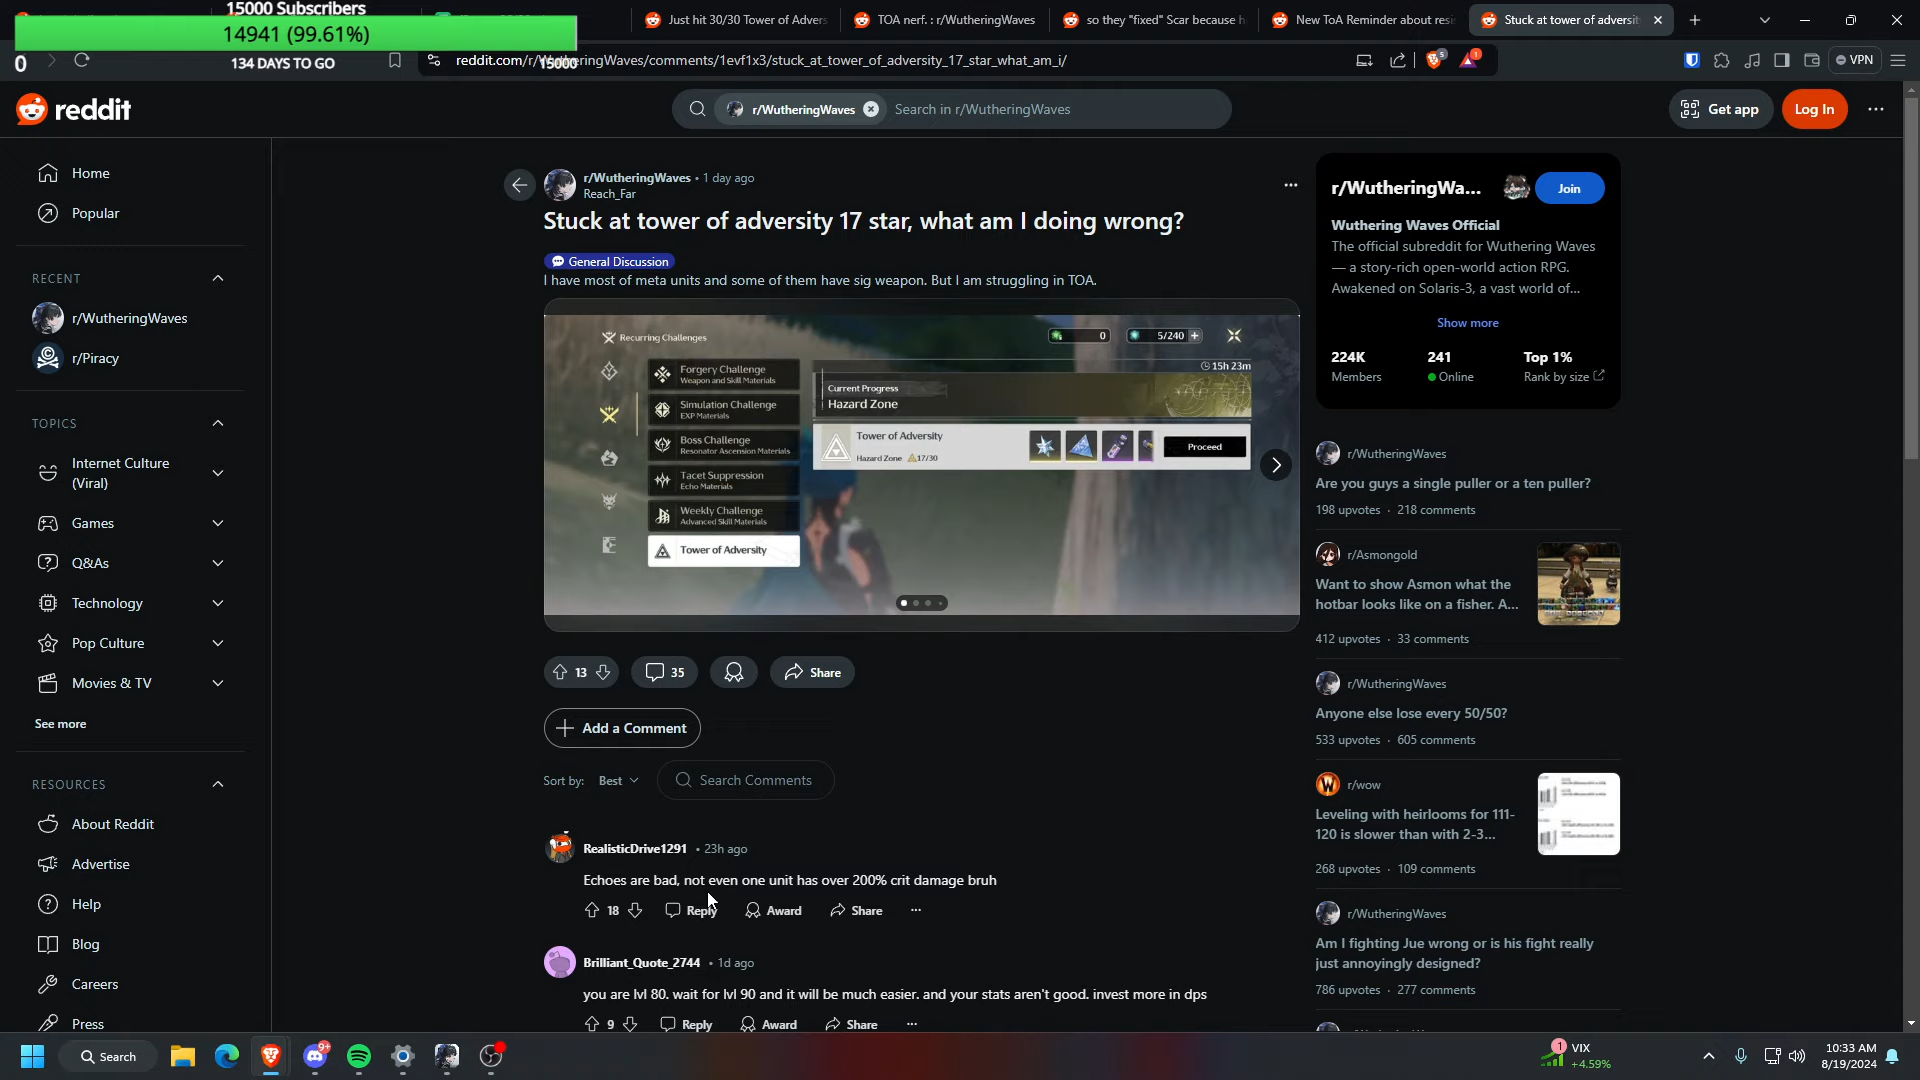 15000 Subscribers
14941 (99.61%)
0
134 DAYS TO GO
15000
Just hit 30/30 Tower of Advers
TOA nerf. : r/WutheringWaves
so they "fixed" Scar because h
New ToA Reminder about resi
Stuck at tower of adversit
VPN
reddit
r/WutheringWaves
Search in r/WutheringWaves
Get app
Log In
Home
Popular
RECENT
r/WutheringWaves
r/Piracy
TOPICS
Internet Culture
(Viral)
Games
Q&As
Technology
Pop Culture
Movies & TV
See more
RESOURCES
About Reddit
Advertise
Help
Blog
Careers
Press
r/WutheringWaves • 1 day ago
Reach_Far
Stuck at tower of adversity 17 star, what am I doing wrong?
General Discussion
I have most of meta units and some of them have sig weapon. But I am struggling in TOA.
Recurring Challenges
0
5/240
Forgery Challenge
Weapon and Skill Materials
Simulation Challenge
EXP Materials
Boss Challenge
Resonator Ascension Materials
Tacet Suppression
Echo Materials
Weekly Challenge
Advanced Skill Materials
Tower of Adversity
15h 23m
Current Progress
Hazard Zone
Tower of Adversity
Hazard Zone 17/30
Proceed
13
35
Share
Add a Comment
Sort by: Best
Search Comments
RealisticDrive1291 • 23h ago
Echoes are bad, not even one unit has over 200% crit damage bruh
18 Reply Award Share
Brilliant_Quote_2744 • 1d ago
you are lvl 80. wait for lvl 90 and it will be much easier. and your stats aren't good. invest more in dps
9 Reply Award Share
r/WutheringWa...
Join
Wuthering Waves Official
The official subreddit for Wuthering Waves
— a story-rich open-world action RPG.
Awakened on Solaris-3, a vast world of...
Show more
224K
Members
241
Online
Top 1%
Rank by size
r/WutheringWaves
Are you guys a single puller or a ten puller?
198 upvotes · 218 comments
r/Asmongold
Want to show Asmon what the
hotbar looks like on a fisher. A...
412 upvotes · 33 comments
r/WutheringWaves
Anyone else lose every 50/50?
533 upvotes · 605 comments
r/wow
Leveling with heirlooms for 111-
120 is slower than with 2-3...
268 upvotes · 109 comments
r/WutheringWaves
Am I fighting Jue wrong or is his fight really
just annoyingly designed?
786 upvotes · 277 comments
Search
9+
1
VIX
+4.59%
10:33 AM
8/19/2024